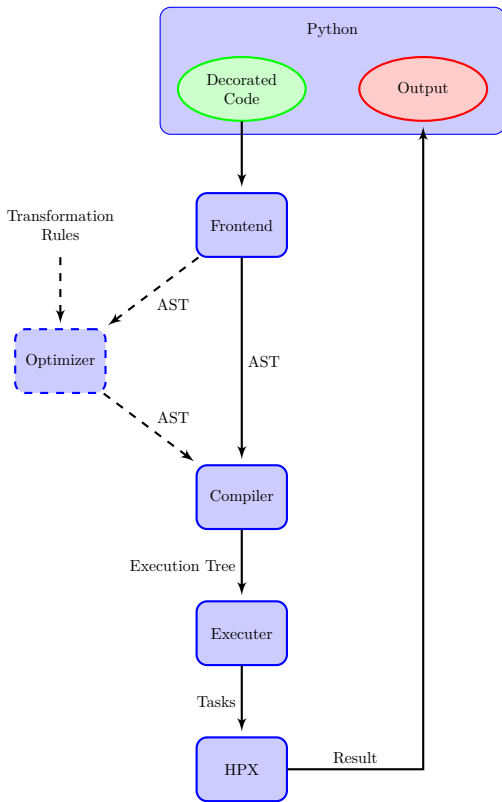 Python
Decorated
Code
Output
Transformation
Rules
Frontend
AST
Optimizer
AST
AST
Compiler
Execution Tree
Executer
Tasks
HPX
Result